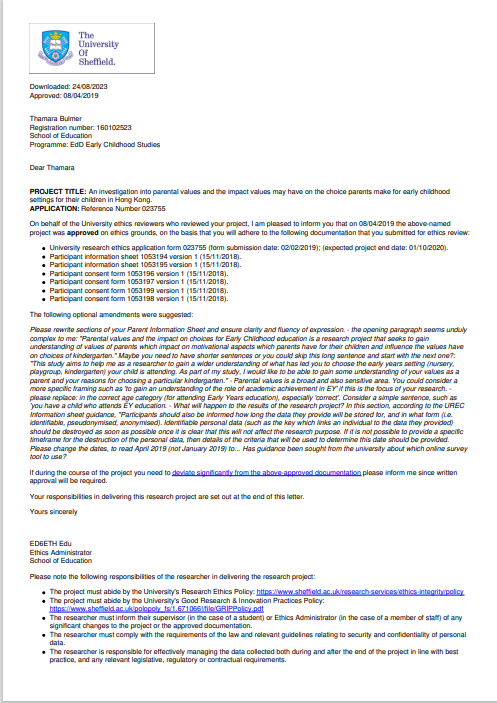 The
University
Of
Sheffield.
Downloaded: 24/08/2023
Approved: 08/04/2019
Thamara Bulmer
Registration number: 160102523
School of Education
Programme: EdD Early Childhood Studies
Dear Thamara
PROJECT TITLE: An investigation into parental values and the impact values may have on the choice parents make for early childhood
settings for their children in Hong Kong.
APPLICATION: Reference Number 023755
On behalf of the University ethics reviewers who reviewed your project, I am pleased to inform you that on 08/04/2019 the above-named
project was approved on ethics grounds, on the basis that you will adhere to the following documentation that you submitted for ethics review:
• University research ethics application form 023755 (form submission date: 02/02/2019); (expected project end date: 01/10/2020).
• Participant information sheet 1053194 version 1 (15/11/2018).
• Participant information sheet 1053195 version 1 (15/11/2018).
• Participant consent form 1053196 version 1 (15/11/2018).
• Participant consent form 1053197 version 1 (15/11/2018).
• Participant consent form 1053199 version 1 (15/11/2018).
• Participant consent form 1053198 version 1 (15/11/2018).
The following optional amendments were suggested:
Please rewrite sections of your Parent Information Sheet and ensure clarity and fluency of expression. - the opening paragraph seems unduly
complex to me: "Parental values and the impact on choices for Early Childhood education is a research project that seeks to gain
understanding of values of parents which impact on motivational aspects which parents have for their children and influence the values have
on choices of kindergarten." Maybe you need to have shorter sentences or you could skip this long sentence and start with the next one?:
"This study aims to help me as a researcher to gain a wider understanding of what has led you to choose the early years setting (nursery,
playgroup, kindergarten) your child is attending. As part of my study, I would like to be able to gain some understanding of your values as a
parent and your reasons for choosing a particular kindergarten." - Parental values is a broad and also sensitive area. You could consider a
more specific framing such as 'to gain an understanding of the role of academic achievement in EY' if this is the focus of your research. -
please replace: in the correct age category (for attending Early Years education), especially 'correct'. Consider a simple sentence, such as
'you have a child who attends EY education. - What will happen to the results of the research project? In this section, according to the UREC
Information sheet guidance, "Participants should also be informed how long the data they provided will be stored for, and in what form (i.e.
identifiable, pseudonymised, anonymised). Identifiable personal data (such as the key which links an individual to the data they provided)
should be destroyed as soon as possible once it is clear that this will not affect the research purpose. If it is not possible to provide a specific
timeframe for the destruction of the personal data, then details of the criteria that will be used to determine this date should be provided.
Please change the dates, to read April 2019 (not January 2019) to... Has guidance been sought from the university about which online survey
tool to use?
If during the course of the project you need to deviate significantly from the above-approved documentation please inform me since written
approval will be required.
Your responsibilities in delivering this research project are set out at the end of this letter.
Yours sincerely
ED6ETH Edu
Ethics Administrator
School of Education
Please note the following responsibilities of the researcher in delivering the research project:
• The project must abide by the University's Research Ethics Policy: https://www.sheffield.ac.uk/research-services/ethics-integrity/policy
• The project must abide by the University's Good Research & Innovation Practices Policy:
https://www.sheffield.ac.uk/polopoly_fs/1.671066!/file/GRIPPolicy.pdf
• The researcher must inform their supervisor (in the case of a student) or Ethics Administrator (in the case of a member of staff) of any
significant changes to the project or the approved documentation.
• The researcher must comply with the requirements of the law and relevant guidelines relating to security and confidentiality of personal
data.
• The researcher is responsible for effectively managing the data collected both during and after the end of the project in line with best
practice, and any relevant legislative, regulatory or contractual requirements.